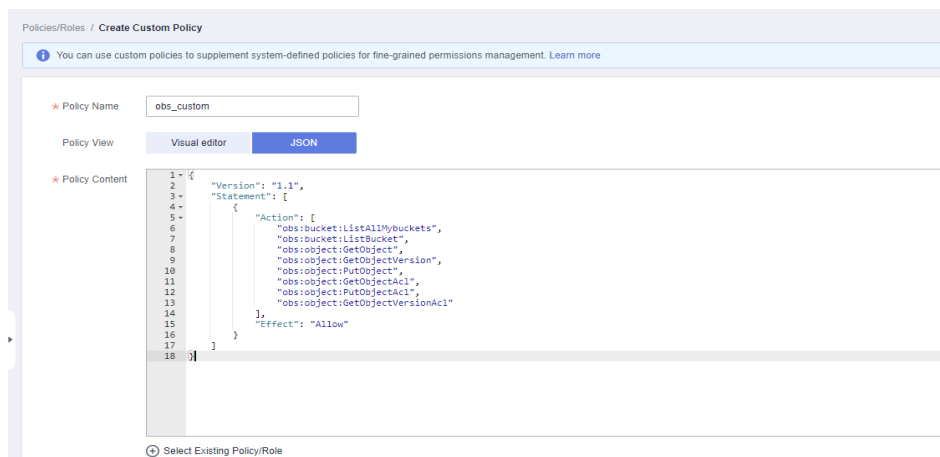 Policies/Roles / Create Custom Policy
You can use custom policies to supplement system-defined policies for fine-grained permissions management. Learn more
* Policy Name obs_custom
Policy View Visual editor JSON
* Policy Content
1 {
2 "Version": "1.1",
3 "Statement": [
4 {
5 "Action": [
6 "obs:bucket:ListAllMybuckets",
7 "obs:bucket:ListBucket",
8 "obs:object:GetObject",
9 "obs:object:GetObjectVersion",
10 "obs:object:PutObject",
11 "obs:object:GetObjectAcl",
12 "obs:object:PutObjectAcl",
13 "obs:object:GetObjectVersionAcl"
14 ],
15 "Effect": "Allow"
16 }
17 ]
18 }
Select Existing Policy/Role